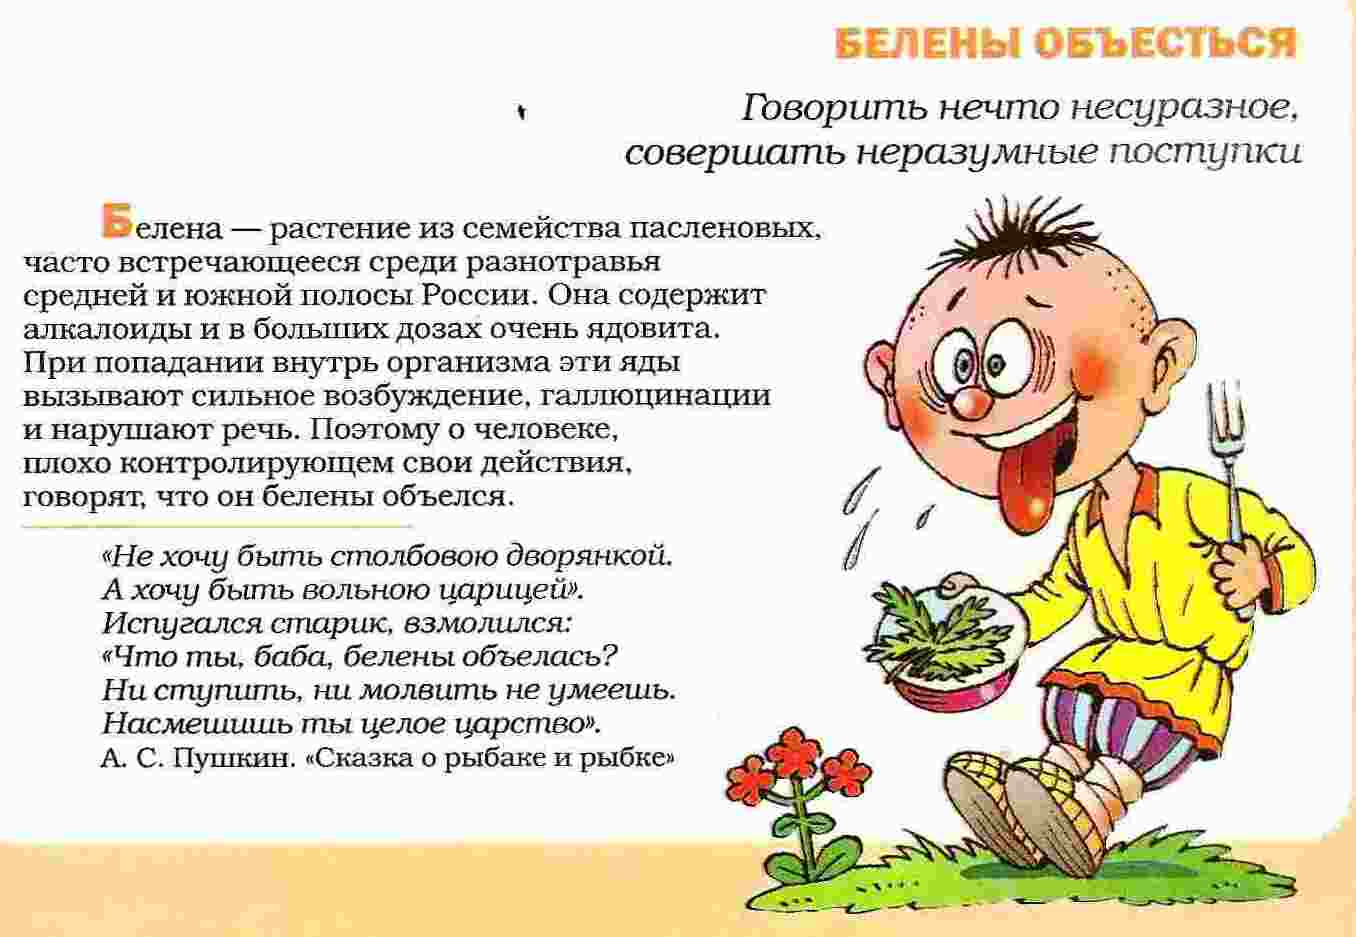 БЕЛЕНЫ ОБЪЕСТЬСЯ
Говорить нечто несуразное,
совершать неразумные поступки
Белена — растение из семейства пасленовых,
часто встречающееся среди разнотравья
средней и южной полосы России. Она содержит
алкалоиды и в больших дозах очень ядовита.
При попадании внутрь организма эти яды
вызывают сильное возбуждение, галлюцинации
и нарушают речь. Поэтому о человеке,
плохо контролирующем свои действия,
говорят, что он белены объелся.
«Не хочу быть столбовою дворянкой.
А хочу быть вольною царицей».
Испугался старик, взмолился:
«Что ты, баба, белены объелась?
Ни ступить, ни молвить не умеешь.
Насмешишь ты целое царство».
А. С. Пушкин. «Сказка о рыбаке и рыбке»